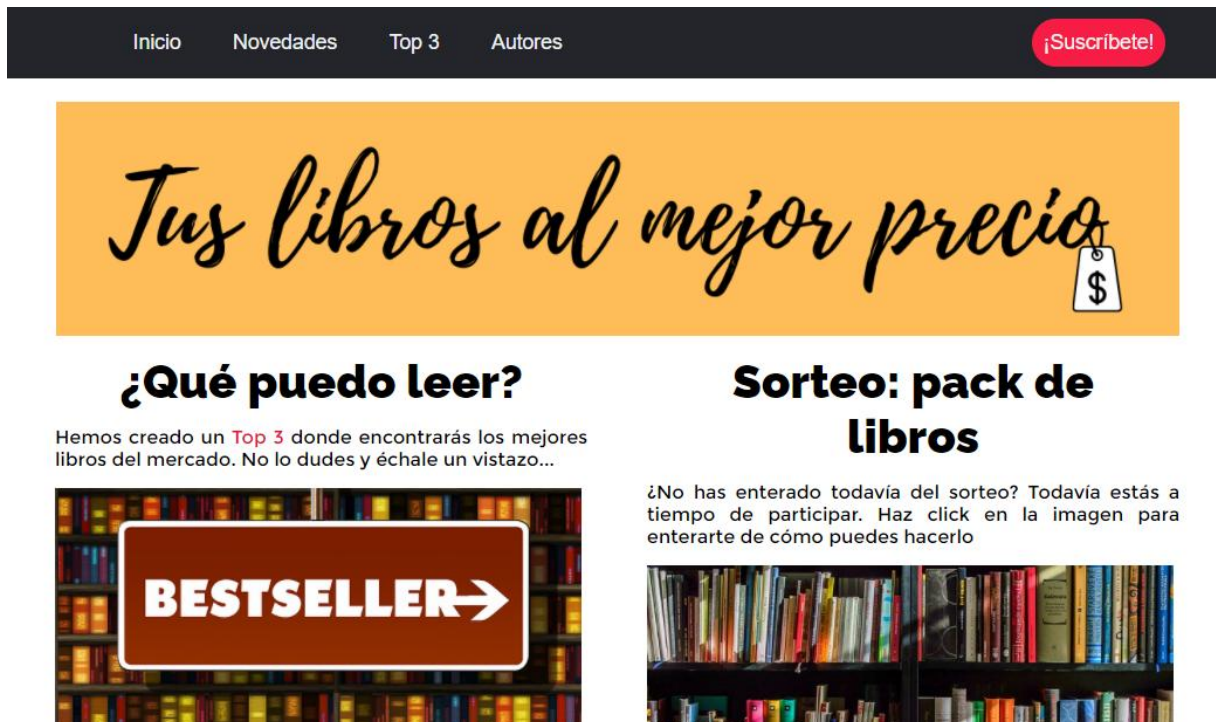 Inicio Novedades Top 3 Autores ¡Suscríbete!
Tus libros al mejor precio
$
¿Qué puedo leer?
Hemos creado un Top 3 donde encontrarás los mejores
libros del mercado. No lo dudes y échale un vistazo...
BESTSELLER
Sorteo: pack de
libros
¿No has enterado todavía del sorteo? Todavía estás a
tiempo de participar. Haz click en la imagen para
enterarte de cómo puedes hacerlo